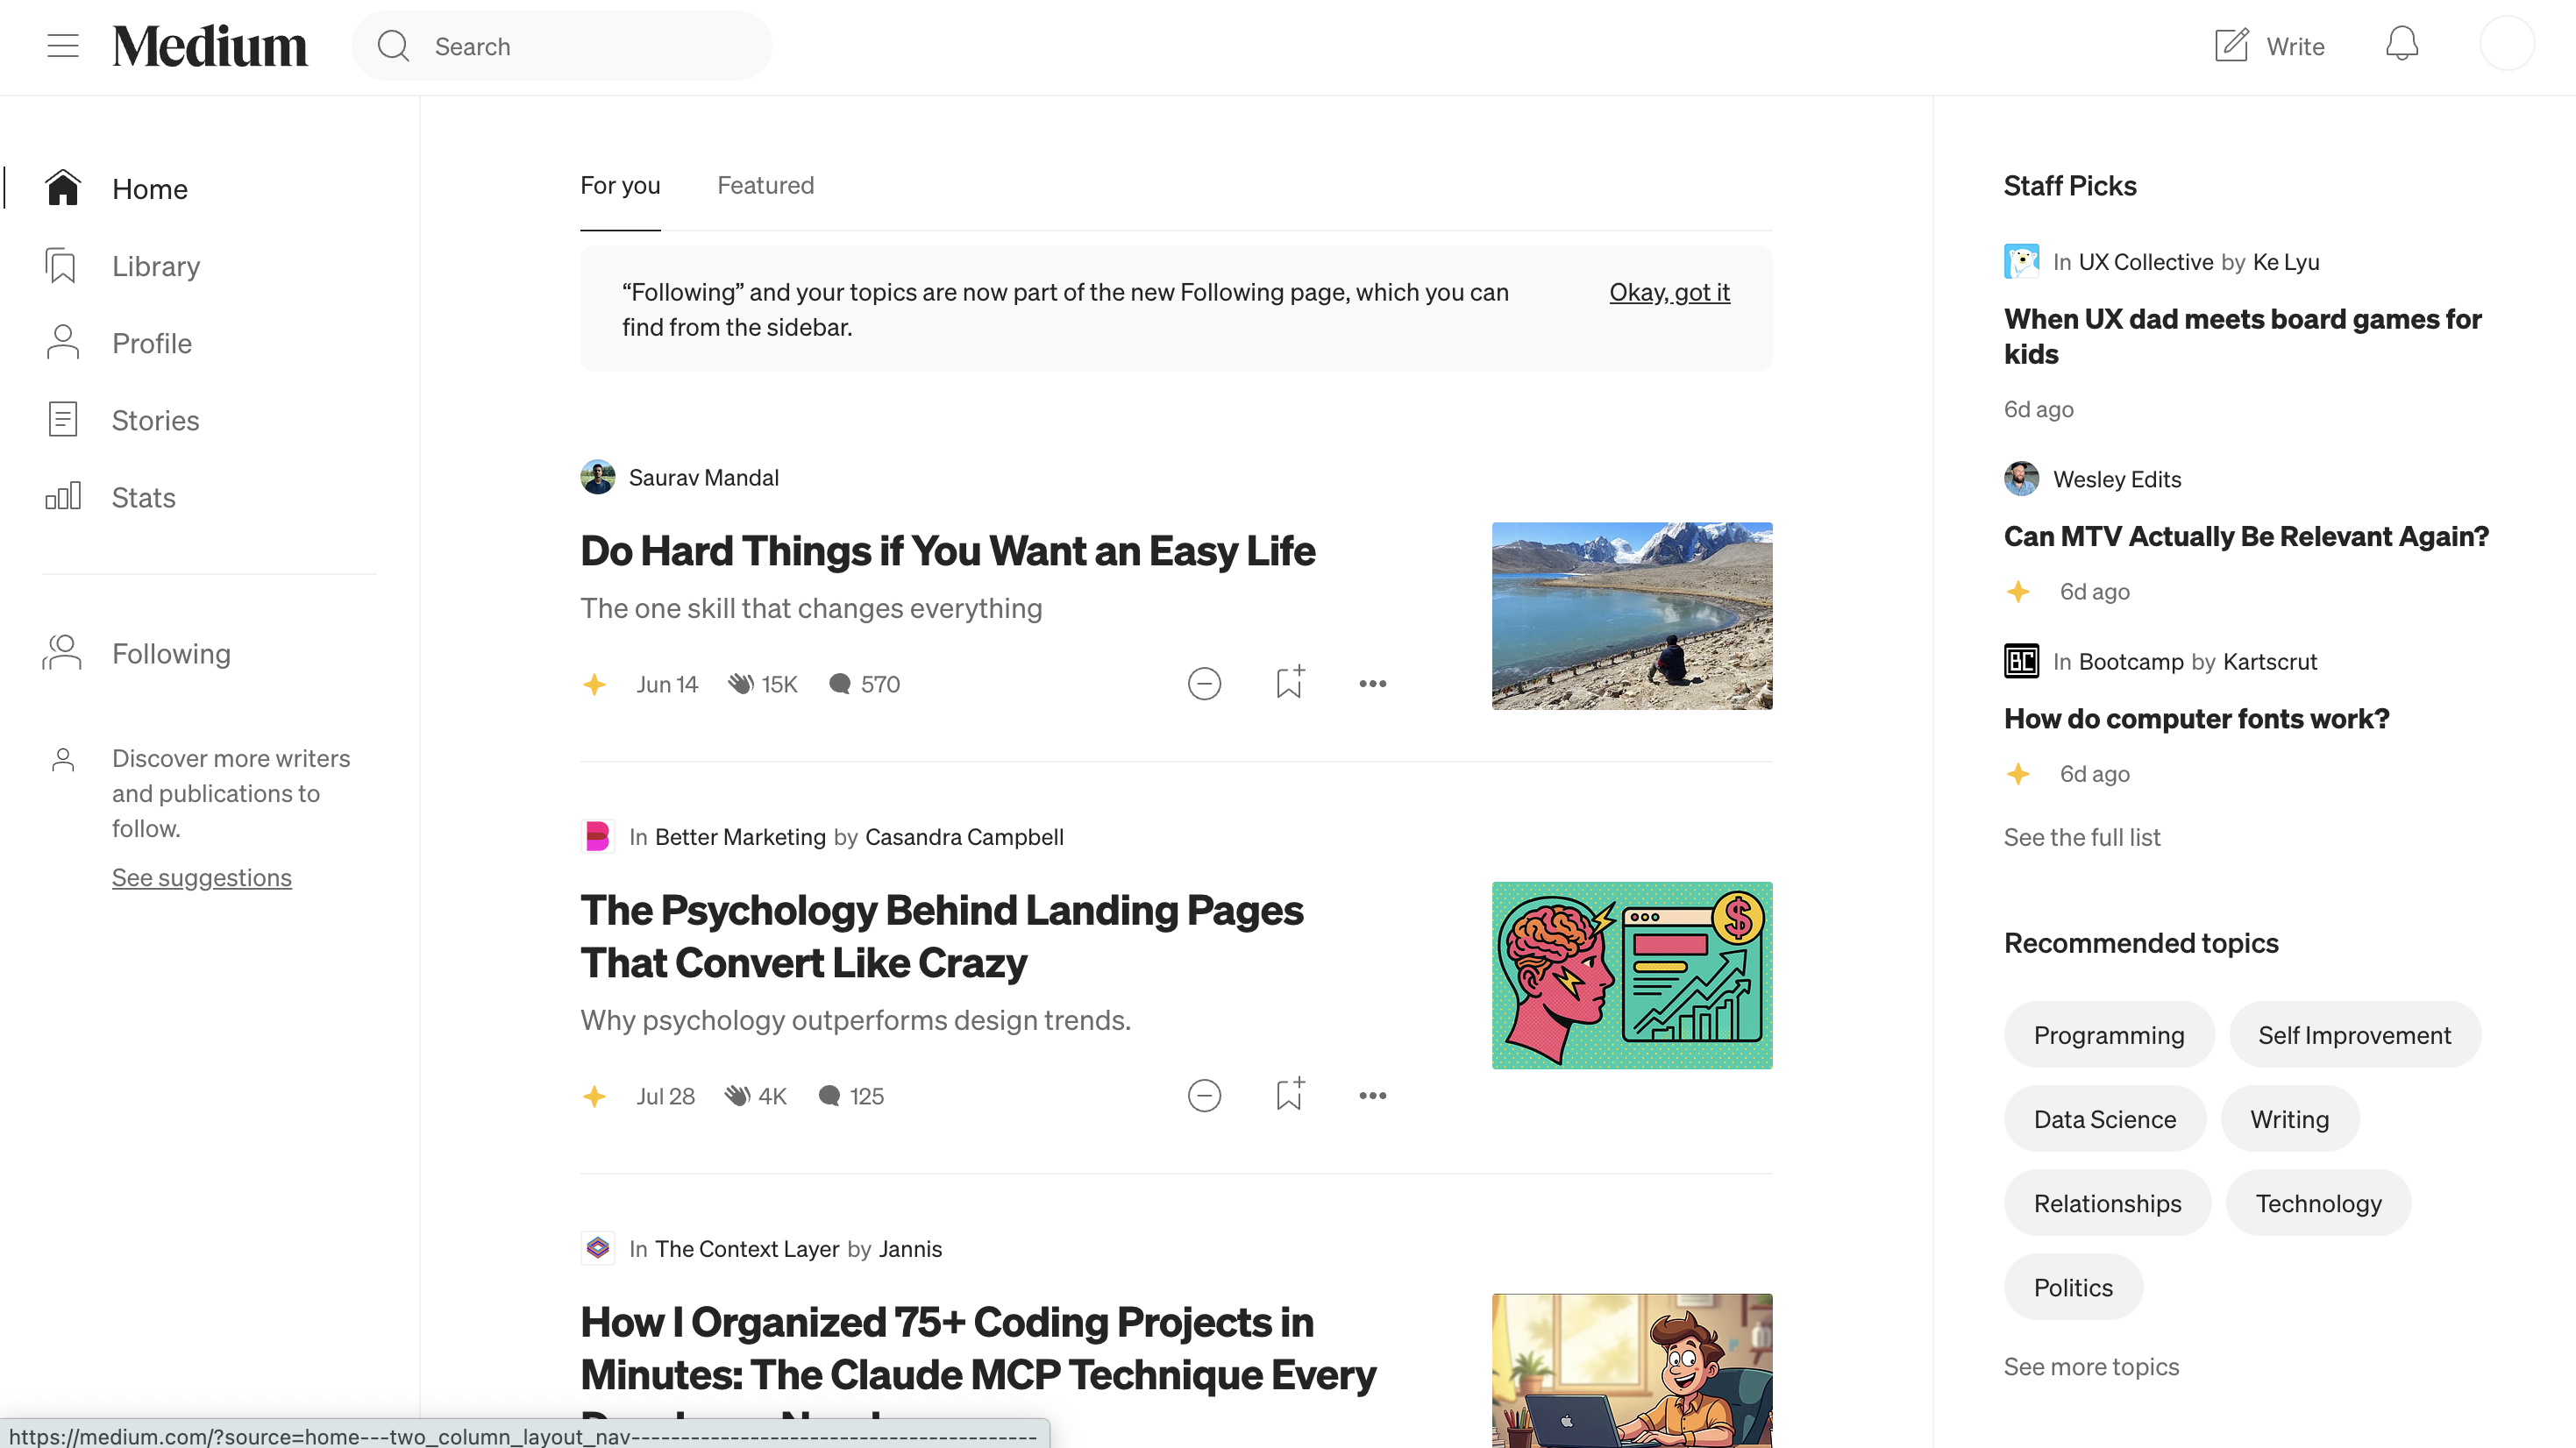 Medium
Search
Write
Home
Library
Profile
Stories
Stats
Following
Discover more writers
and publications to
follow.
See suggestions
For you
Featured
“Following” and your topics are now part of the new Following page, which you can
find from the sidebar.
Okay, got it
Saurav Mandal
Do Hard Things if You Want an Easy Life
The one skill that changes everything
Jun 14
15K
570
In Better Marketing by Casandra Campbell
The Psychology Behind Landing Pages
That Convert Like Crazy
Why psychology outperforms design trends.
Jul 28
4K
125
In The Context Layer by Jannis
How I Organized 75+ Coding Projects in
Minutes: The Claude MCP Technique Every
Staff Picks
BC
In UX Collective by Ke Lyu
When UX dad meets board games for
kids
6d ago
Wesley Edits
Can MTV Actually Be Relevant Again?
6d ago
In Bootcamp by Kartscrut
How do computer fonts work?
6d ago
See the full list
Recommended topics
Programming
Self Improvement
Data Science
Writing
Relationships
Technology
Politics
See more topics
https://medium.com/?source=home---two_column_layout_nav-----------------------------------------